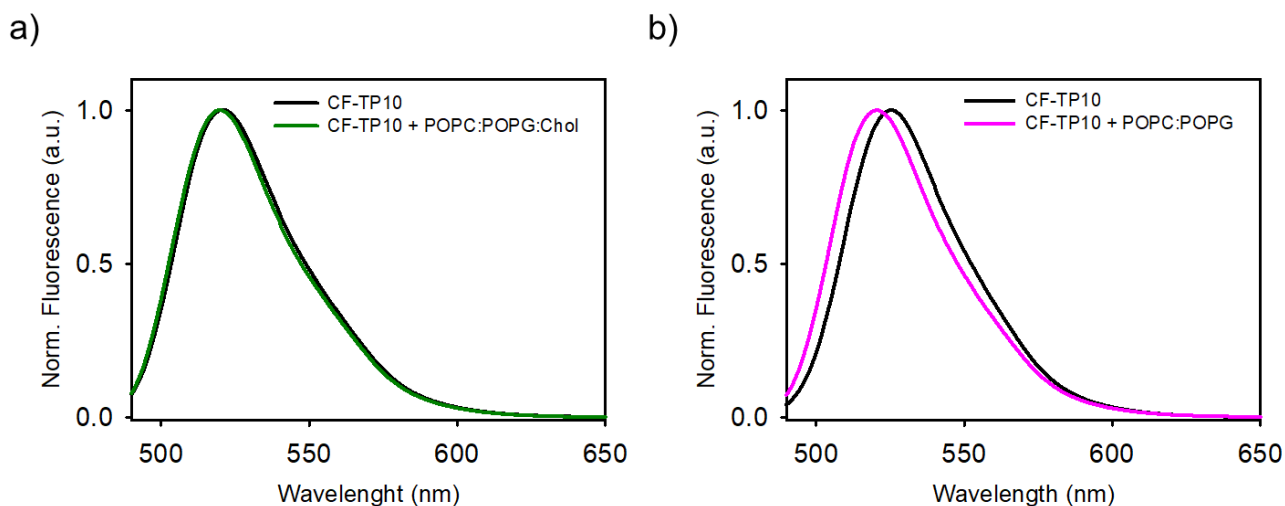 a)
Norm. Fluorescence (a.u.)
1.0
0.5
0.0
CF-TP10
CF-TP10 + POPC:POPG:Chol
500 550 600 650
Wavelenght (nm)
b)
Norm. Fluorescence (a.u.)
1.0
0.5
0.0
CF-TP10
CF-TP10 + POPC:POPG
500 550 600 650
Wavelength (nm)